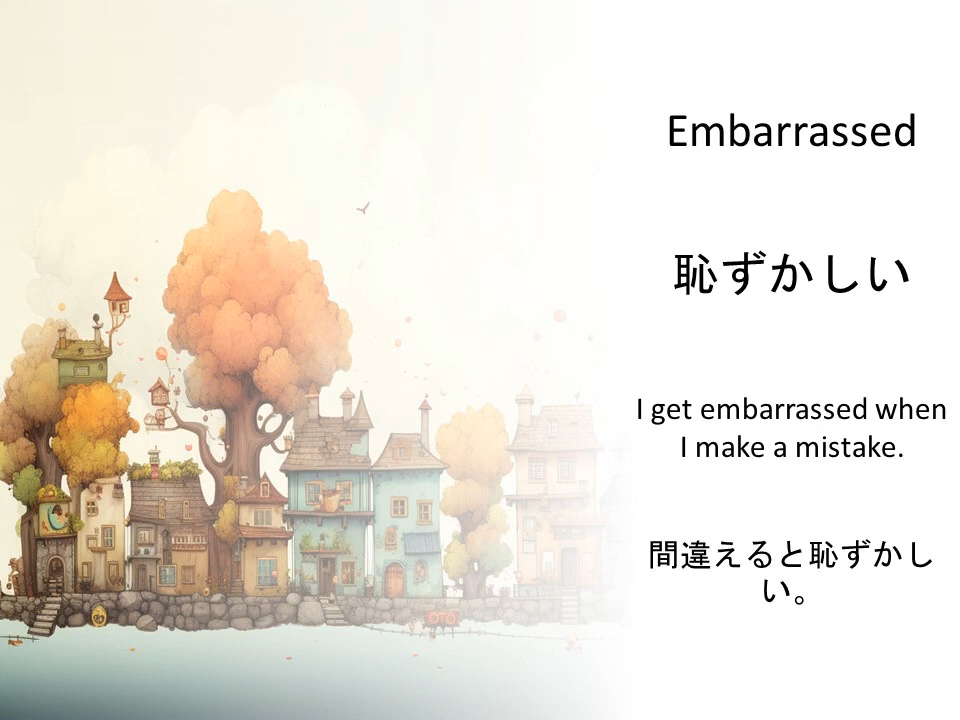 Embarrassed
恥ずかしい
I get embarrassed when
I make a mistake.
間違えると恥ずかし
い。